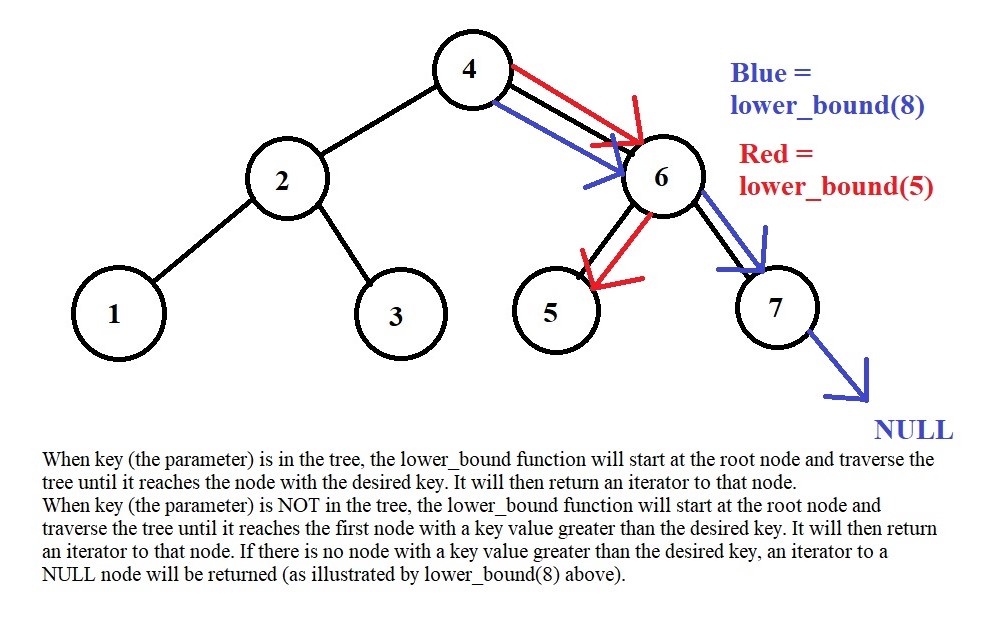 4
Blue =
lower_bound(8)
Red =
lower_bound(5)
2
6
1
3
5
7
NULL
When key (the parameter) is in the tree, the lower_bound function will start at the root node and traverse the
tree until it reaches the node with the desired key. It will then return an iterator to that node.
When key (the parameter) is NOT in the tree, the lower_bound function will start at the root node and
traverse the tree until it reaches the first node with a key value greater than the desired key. It will then return
an iterator to that node. If there is no node with a key value greater than the desired key, an iterator to a
NULL node will be returned (as illustrated by lower_bound(8) above).